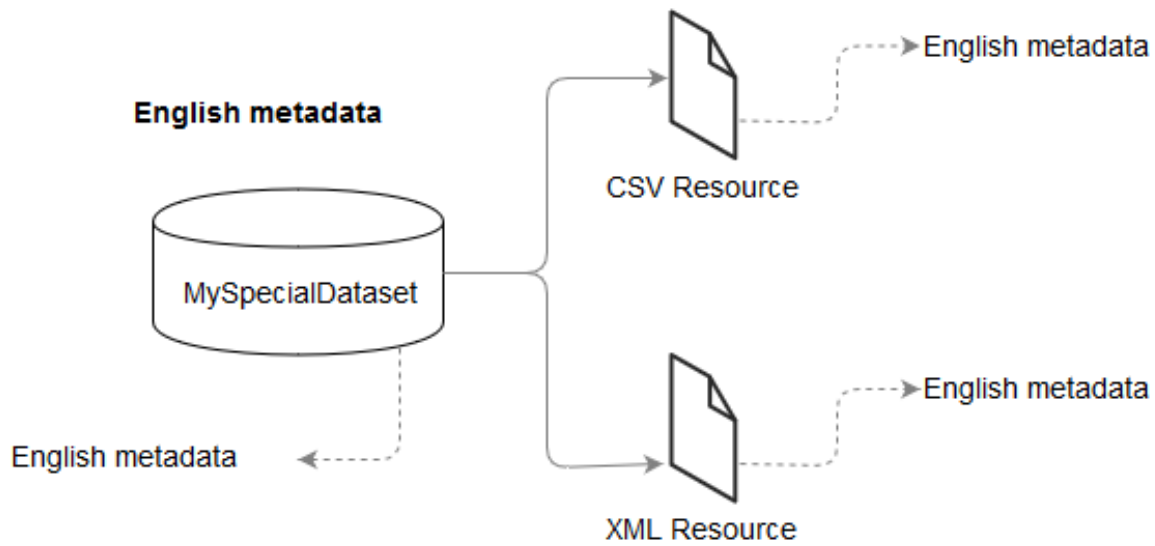 English metadata
English metadata
CSV Resource
MySpecialDataset
English metadata
English metadata
XML Resource